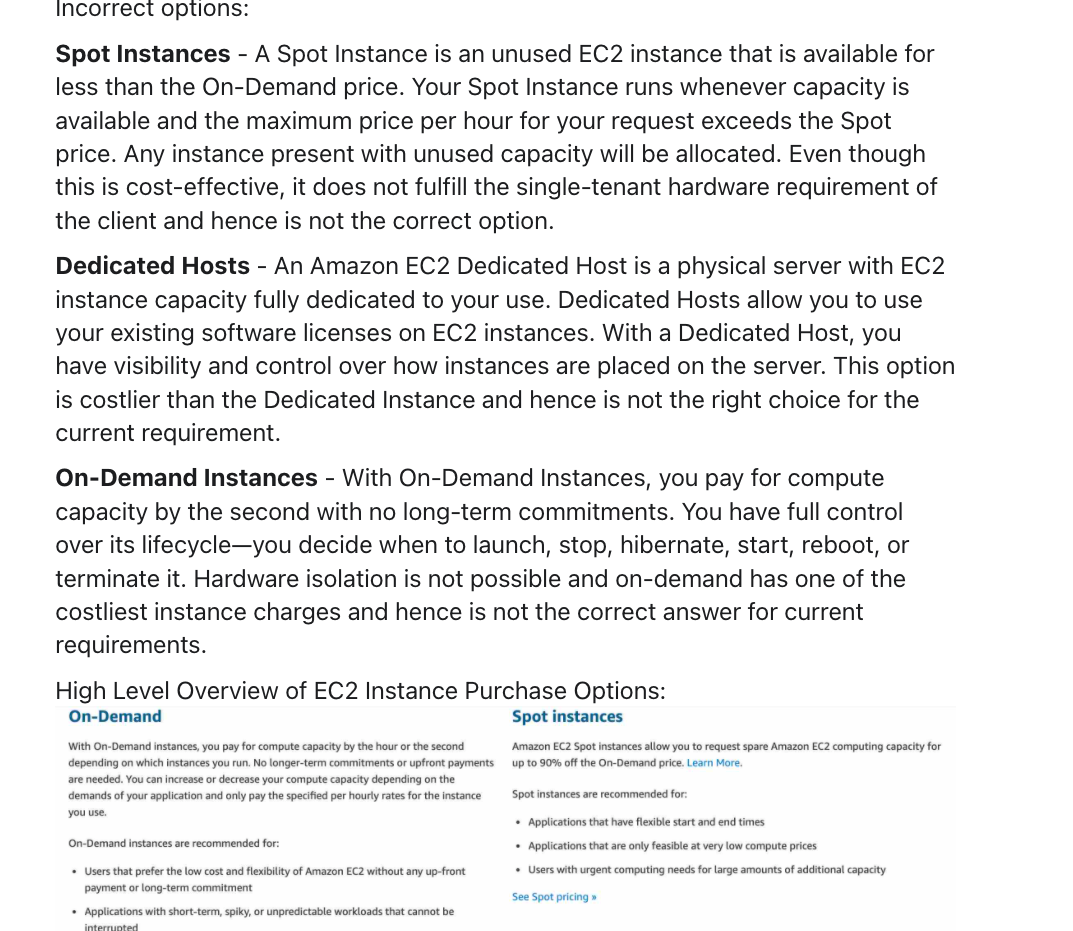 Incorrect options:
Spot Instances - A Spot Instance is an unused EC2 instance that is available for
less than the On-Demand price. Your Spot Instance runs whenever capacity is
available and the maximum price per hour for your request exceeds the Spot
price. Any instance present with unused capacity will be allocated. Even though
this is cost-effective, it does not fulfill the single-tenant hardware requirement of
the client and hence is not the correct option.
Dedicated Hosts - An Amazon EC2 Dedicated Host is a physical server with EC2
instance capacity fully dedicated to your use. Dedicated Hosts allow you to use
your existing software licenses on EC2 instances. With a Dedicated Host, you
have visibility and control over how instances are placed on the server. This option
is costlier than the Dedicated Instance and hence is not the right choice for the
current requirement.
On-Demand Instances - With On-Demand Instances, you pay for compute
capacity by the second with no long-term commitments. You have full control
over its lifecycle—you decide when to launch, stop, hibernate, start, reboot, or
terminate it. Hardware isolation is not possible and on-demand has one of the
costliest instance charges and hence is not the correct answer for current
requirements.
High Level Overview of EC2 Instance Purchase Options:
On-Demand
With On-Demand instances, you pay for compute capacity by the hour or the second
depending on which instances you run. No longer-term commitments or upfront payments
are needed. You can increase or decrease your compute capacity depending on the
demands of your application and only pay the specified per hourly rates for the instance
you use.
On-Demand instances are recommended for:
• Users that prefer the low cost and flexibility of Amazon EC2 without any up-front
payment or long-term commitment
• Applications with short-term, spiky, or unpredictable workloads that cannot be
interrupted
Spot instances
Amazon EC2 Spot instances allow you to request spare Amazon EC2 computing capacity for
up to 90% off the On-Demand price. Learn More.
Spot instances are recommended for:
• Applications that have flexible start and end times
• Applications that are only feasible at very low compute prices
• Users with urgent computing needs for large amounts of additional capacity
See Spot pricing »